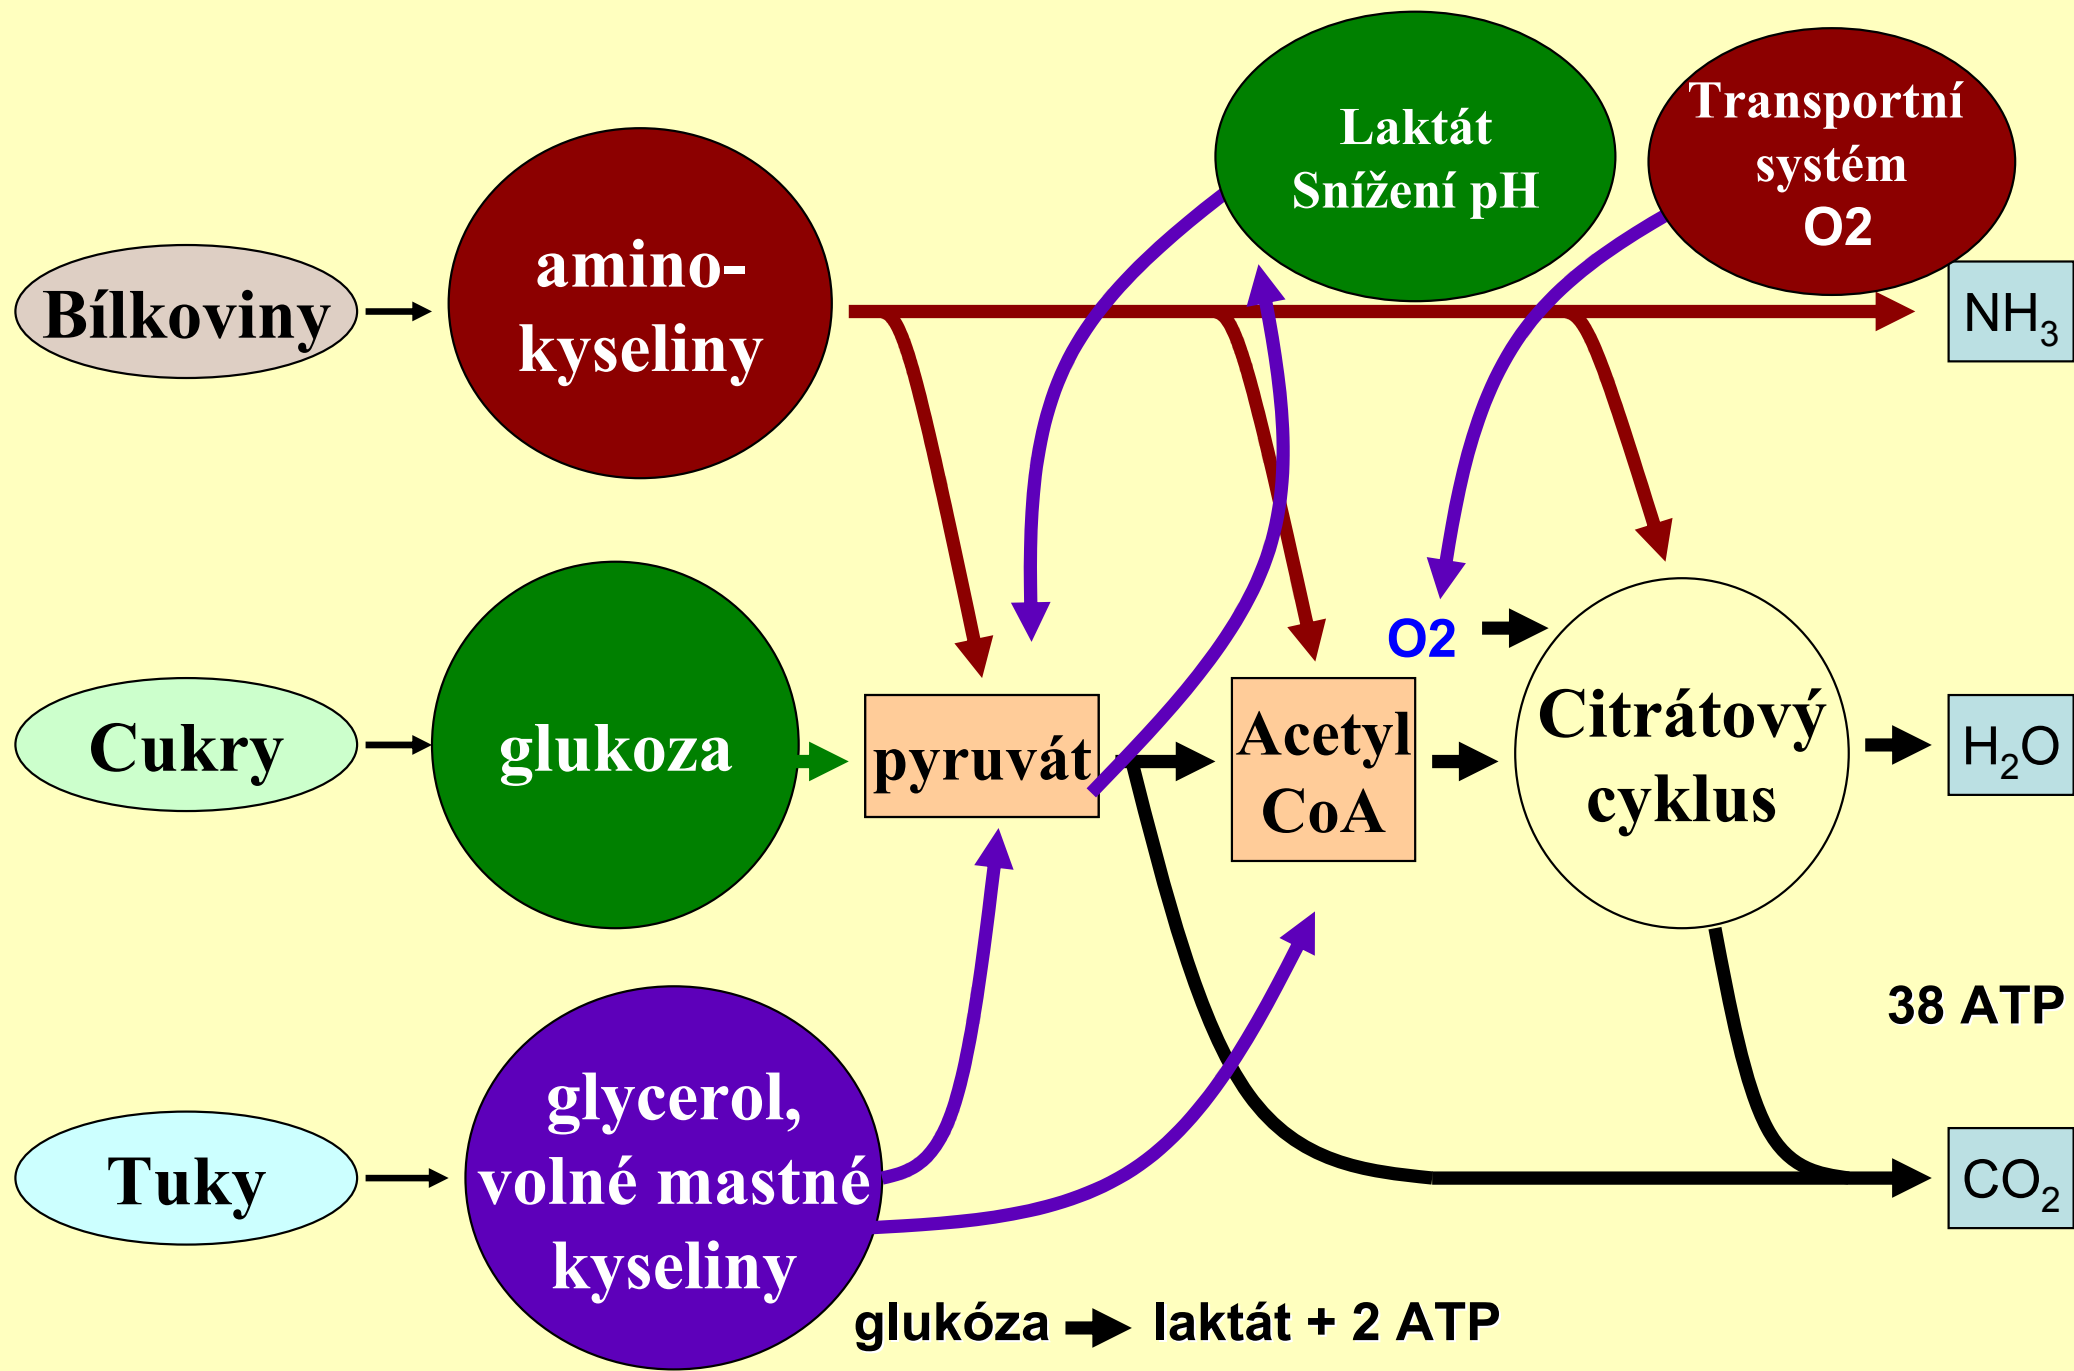 Laktát
Snížení pH
Transportní
systém
O2
Bílkoviny
amino-
kyseliny
NH3
O2
Cukry
glukoza
pyruvát
Acetyl
CoA
Citrátový
cyklus
H2O
38 ATP
Tuky
glycerol,
volné mastné
kyseliny
CO2
glukóza laktát + 2 ATP